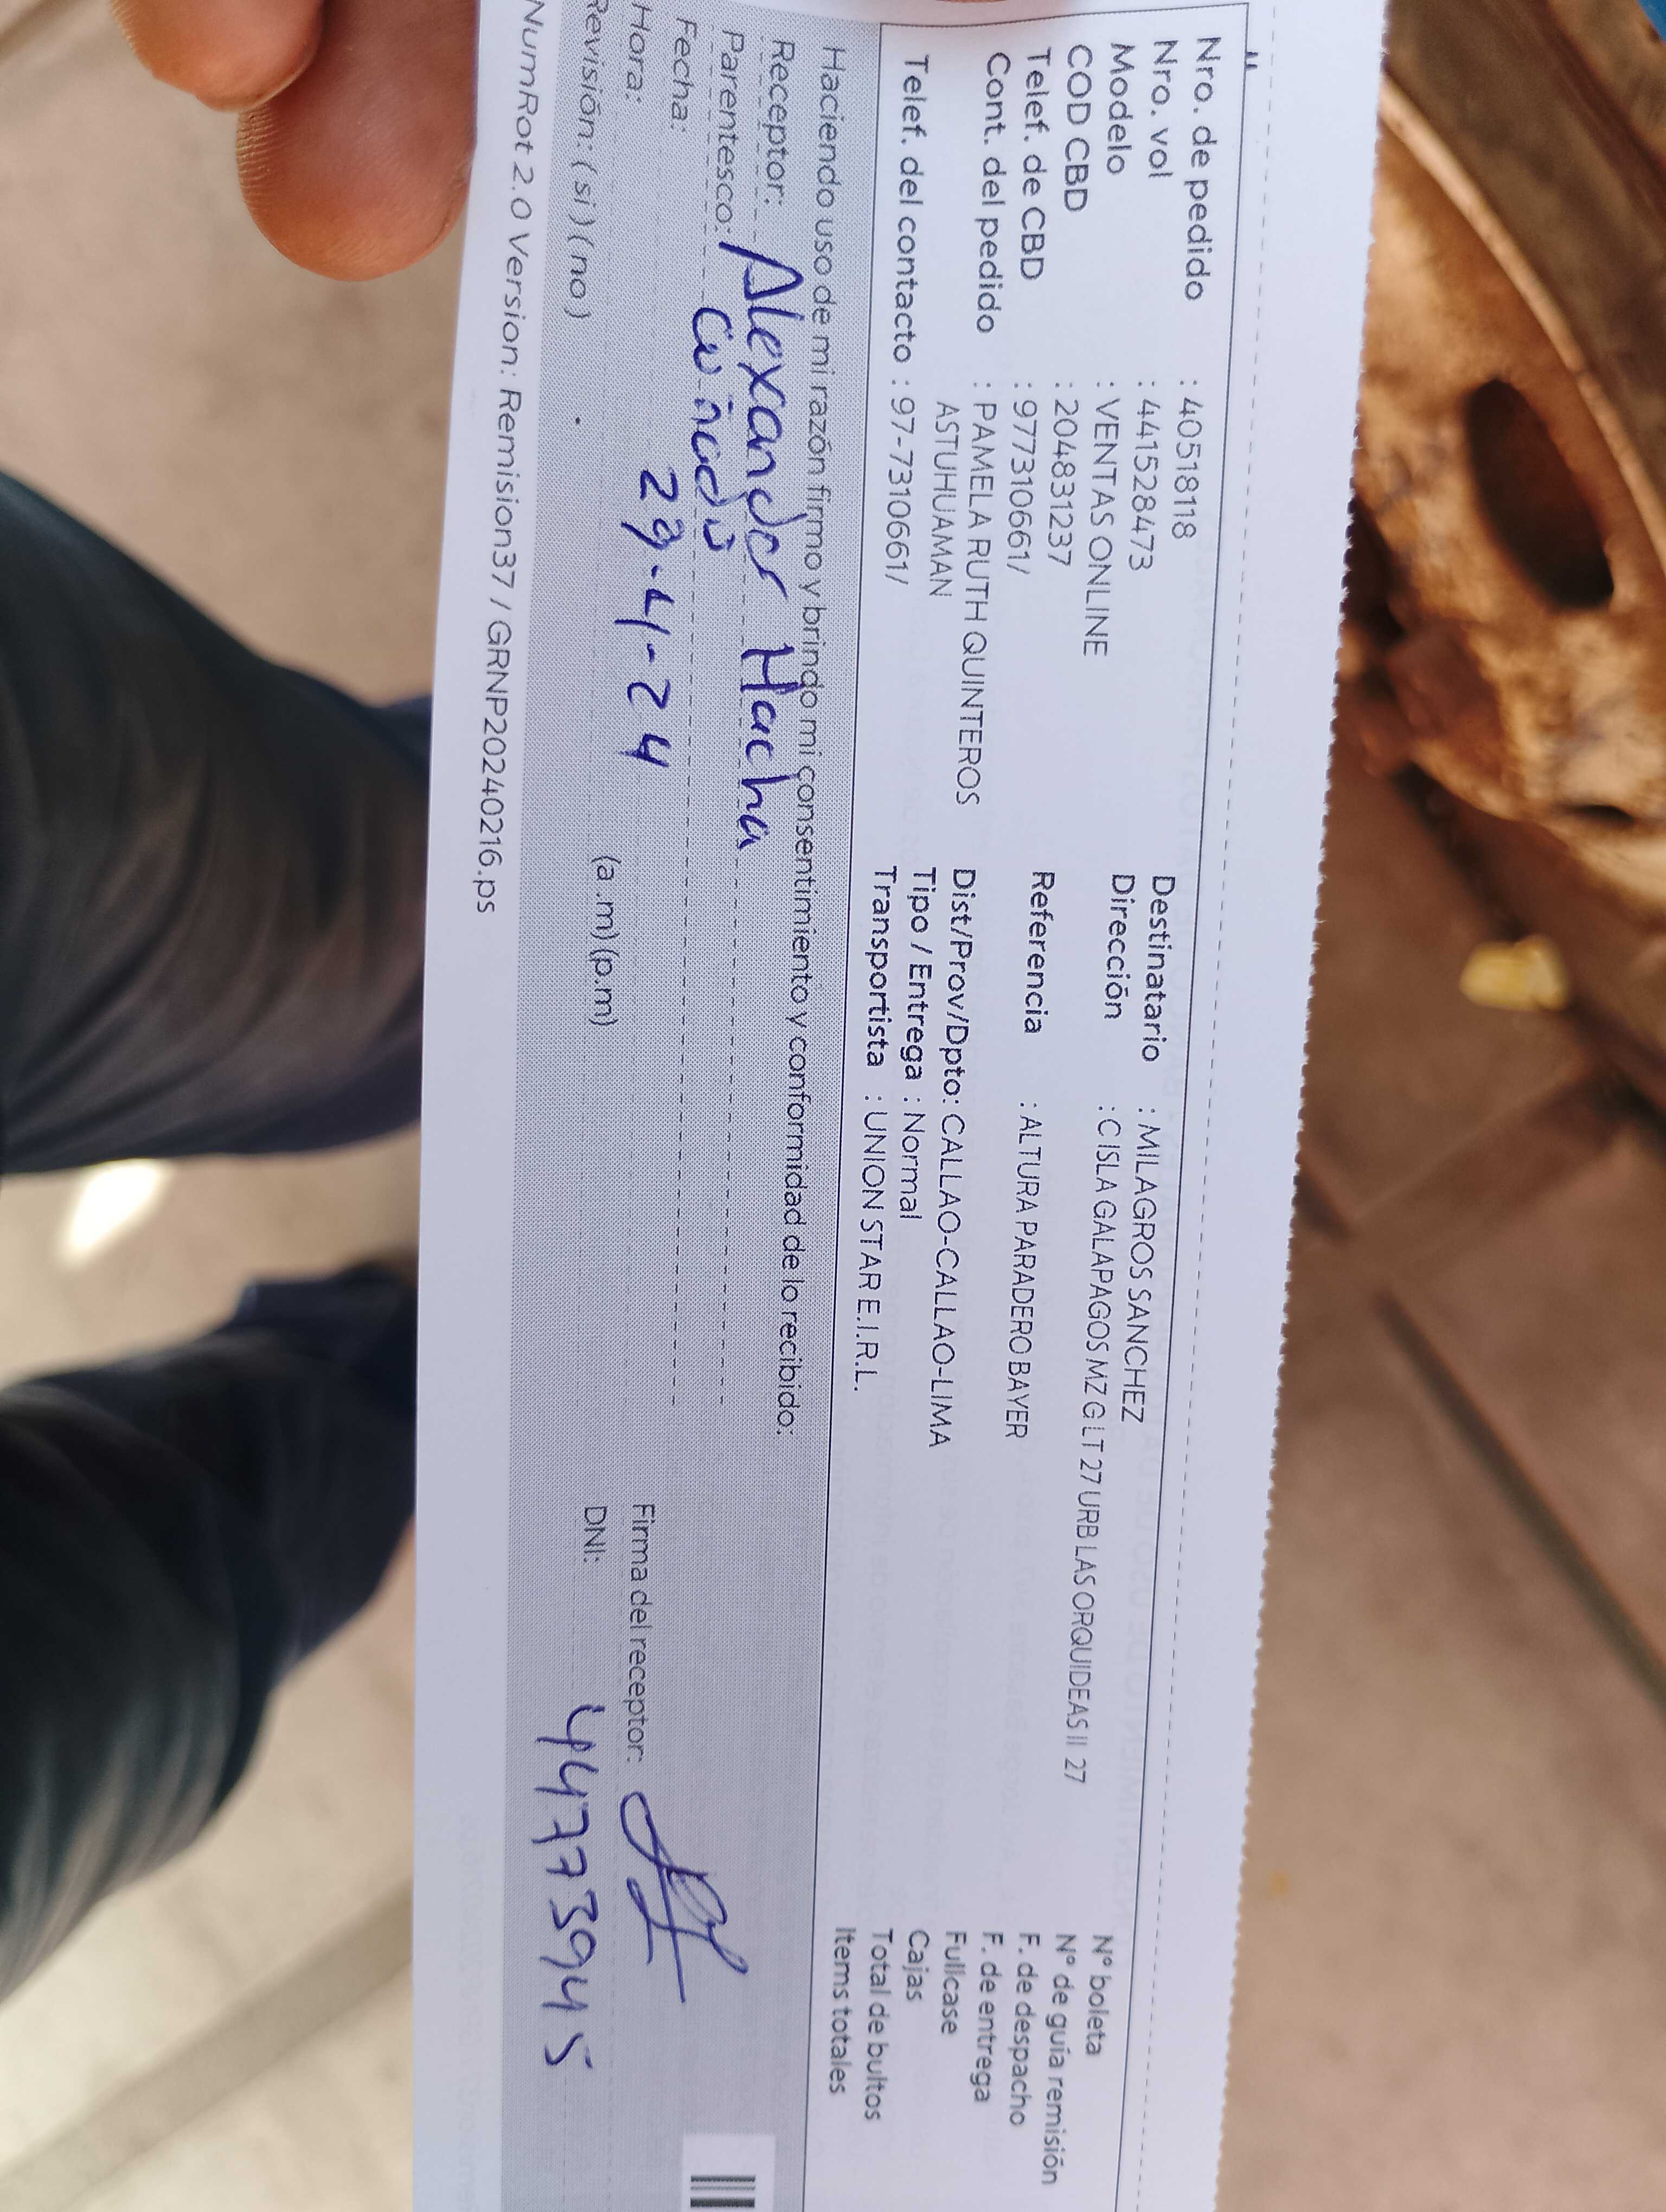 Nro. de pedido : 40518118
Nro. vol : 441528473
Modelo : VENTAS ONLINE
COD CBD : 204831237
Telef. de CBD : 977310661/
Cont. del pedido : PAMELA RUTH QUINTEROS
ASTUHUAMAN
Telef. del contacto : 97-7310661/
Destinatario : MILAGROS SANCHEZ
Dirección : C ISLA GALAPAGOS MZ G LT 27 URB LAS ORQUIDEAS II 27
Referencia : ALTURA PARADERO BAYER
Dist/Prov/Dpto: CALLAO-CALLAO-LIMA
Tipo / Entrega : Normal
Transportista : UNION STAR E.I.R.L.
N° boleta
N° de guía remisión
F. de despacho
F. de entrega
Fullcase
Cajas
Total de bultos
Items totales
Haciendo uso de mi razón firmo y brindo mi consentimiento y conformidad de lo recibido:
Receptor: Alexander Hacha
Parentesco: Cuñado
Fecha: 29-4-24
Hora: (a.m) (p.m)
Revisión: ( si ) ( no )
Firma del receptor:
DNI: 44773945
NumRot 2.0 Version: Remision37 / GRNP20240216.ps